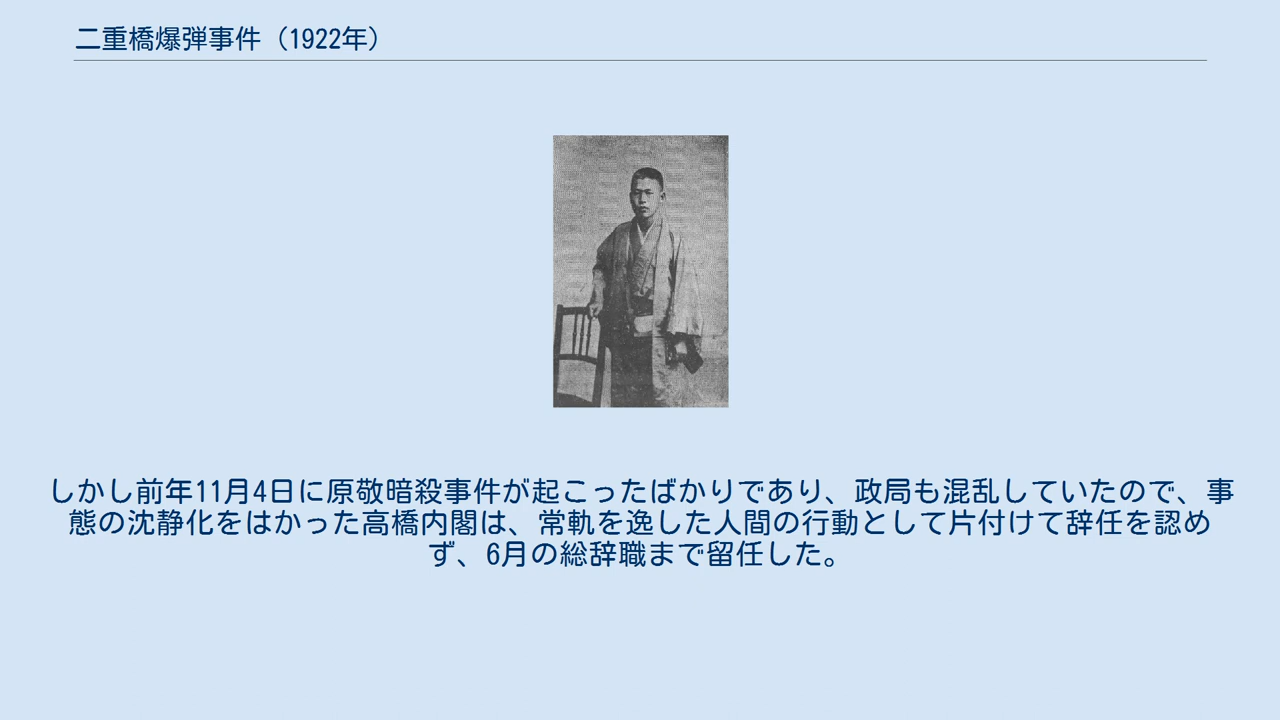 二重橋爆弾事件（1922年）
しかし前年11月4日に原敬暗殺事件が起こったばかりであり、政局も混乱していたので、事
態の沈静化をはかった高橋内閣は、常軌を逸した人間の行動として片付けて辞任を認め
ず、6月の総辞職まで留任した。